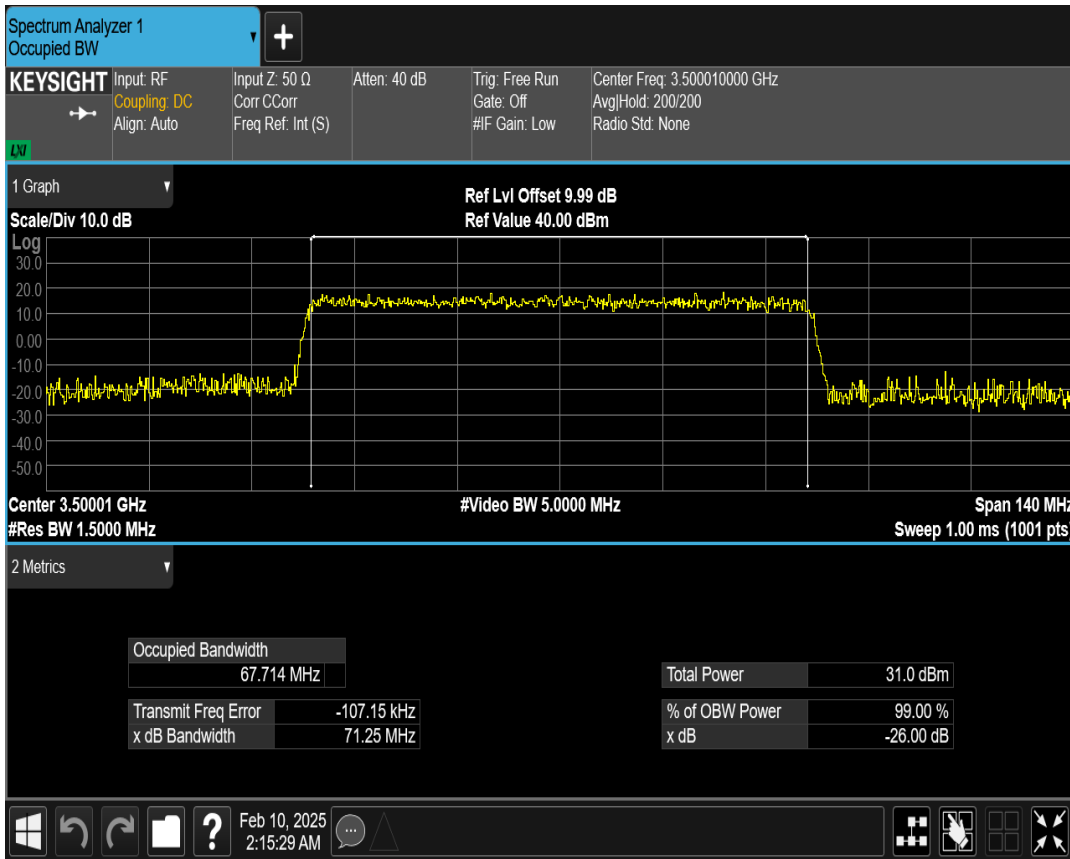 Spectrum Analyzer 1
Occupied BW
KEYSIGHT
LXI
Input: RF
Coupling: DC
Align: Auto
Input Z: 50 Ω
Corr CCorr
Freq Ref: Int (S)
Atten: 40 dB
Trig: Free Run
Gate: Off
#IF Gain: Low
Center Freq: 3.500010000 GHz
Avg|Hold: 200/200
Radio Std: None
1 Graph
Scale/Div 10.0 dB
Ref Lvl Offset 9.99 dB
Ref Value 40.00 dBm
Log
30.0
20.0
10.0
0.00
-10.0
-20.0
-30.0
-40.0
-50.0
Center 3.50001 GHz
#Video BW 5.0000 MHz
Span 140 MHz
#Res BW 1.5000 MHz
Sweep 1.00 ms (1001 pts)
2 Metrics
Occupied Bandwidth
67.714 MHz
Transmit Freq Error -107.15 kHz
x dB Bandwidth 71.25 MHz
Total Power 31.0 dBm
% of OBW Power 99.00 %
x dB -26.00 dB
?
Feb 10, 2025
2:15:29 AM